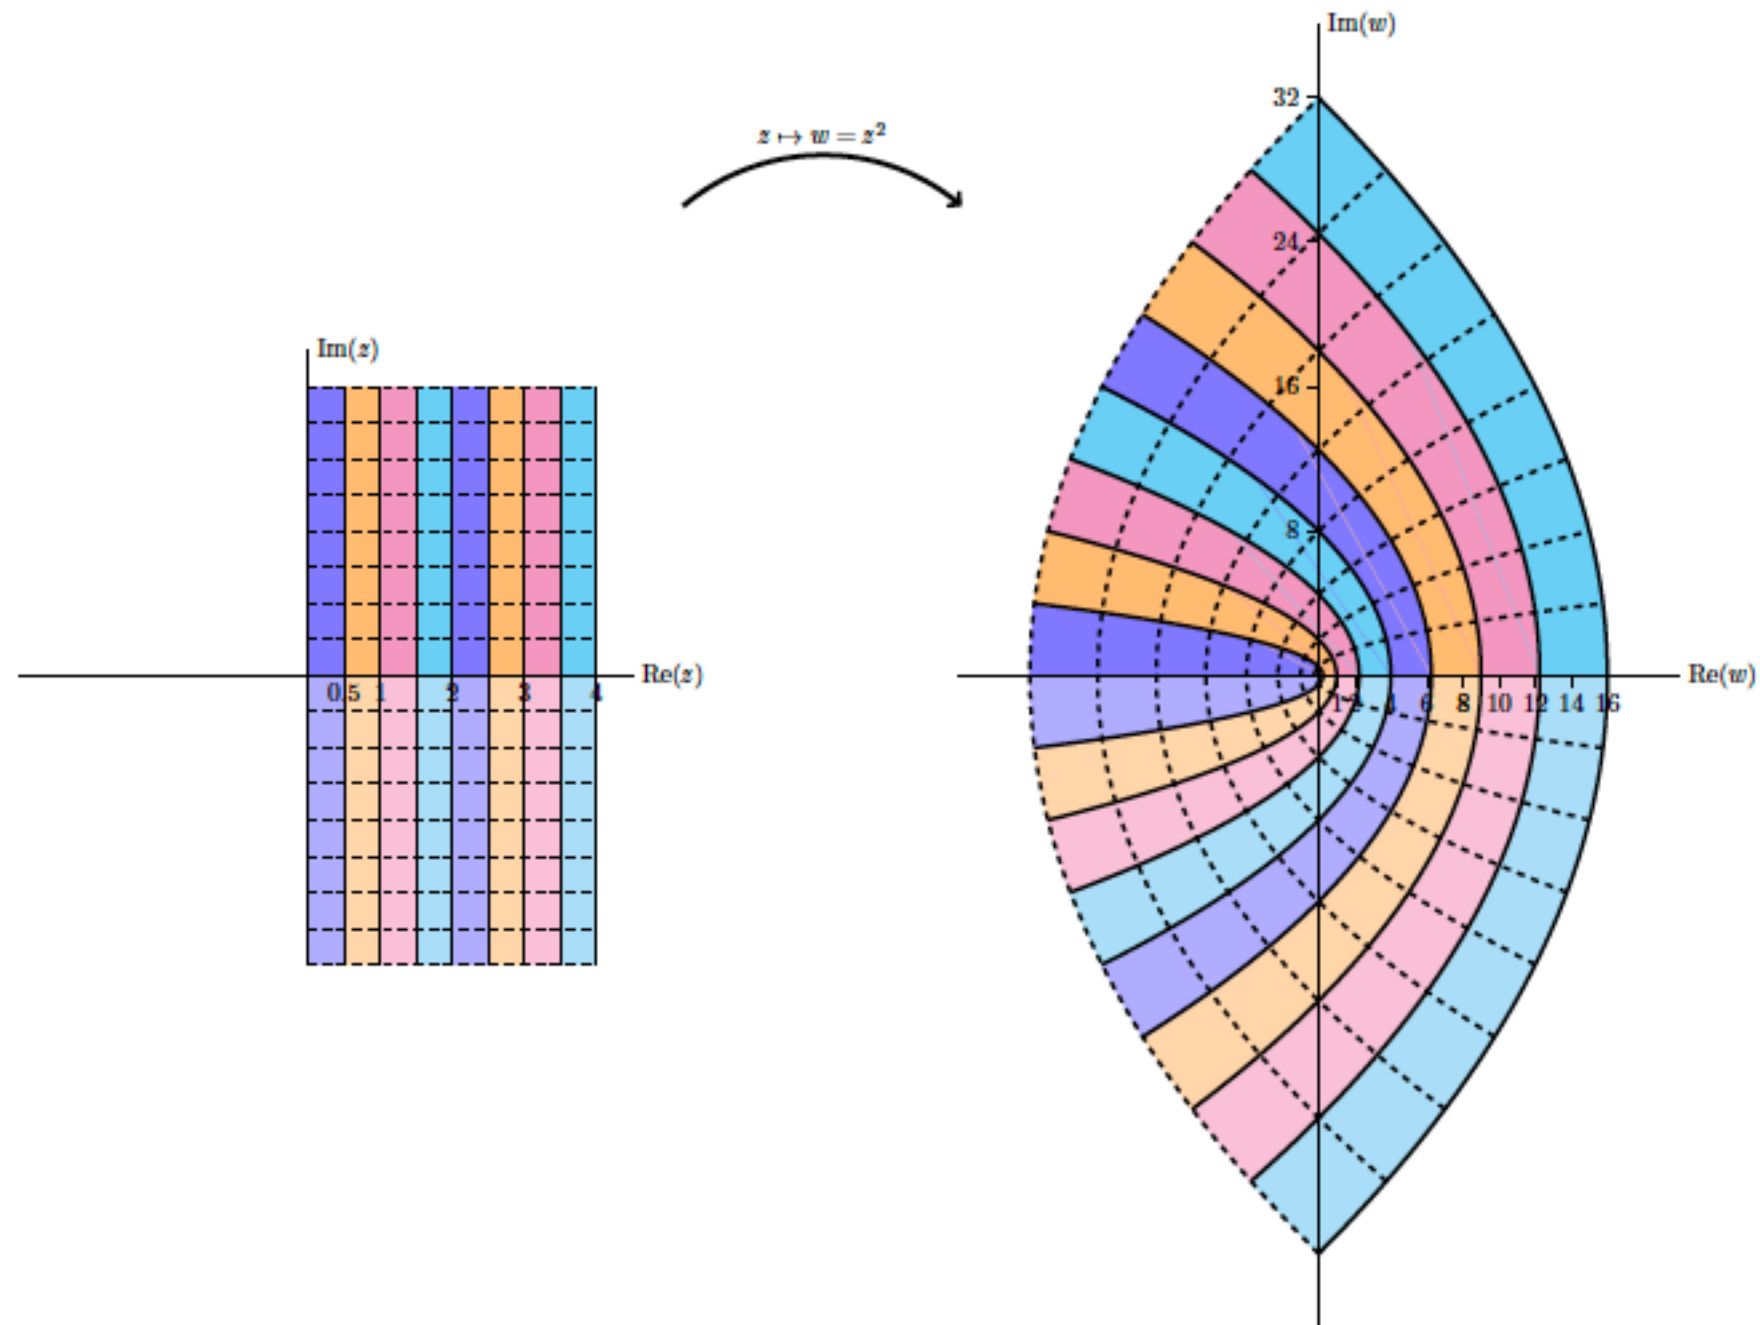 Im(w)
32
z ↦ w = z²
24
Im(z)
16
8
Re(z)
0.5 1 2 3 4
Re(w)
1 2 4 6 8 10 12 14 16